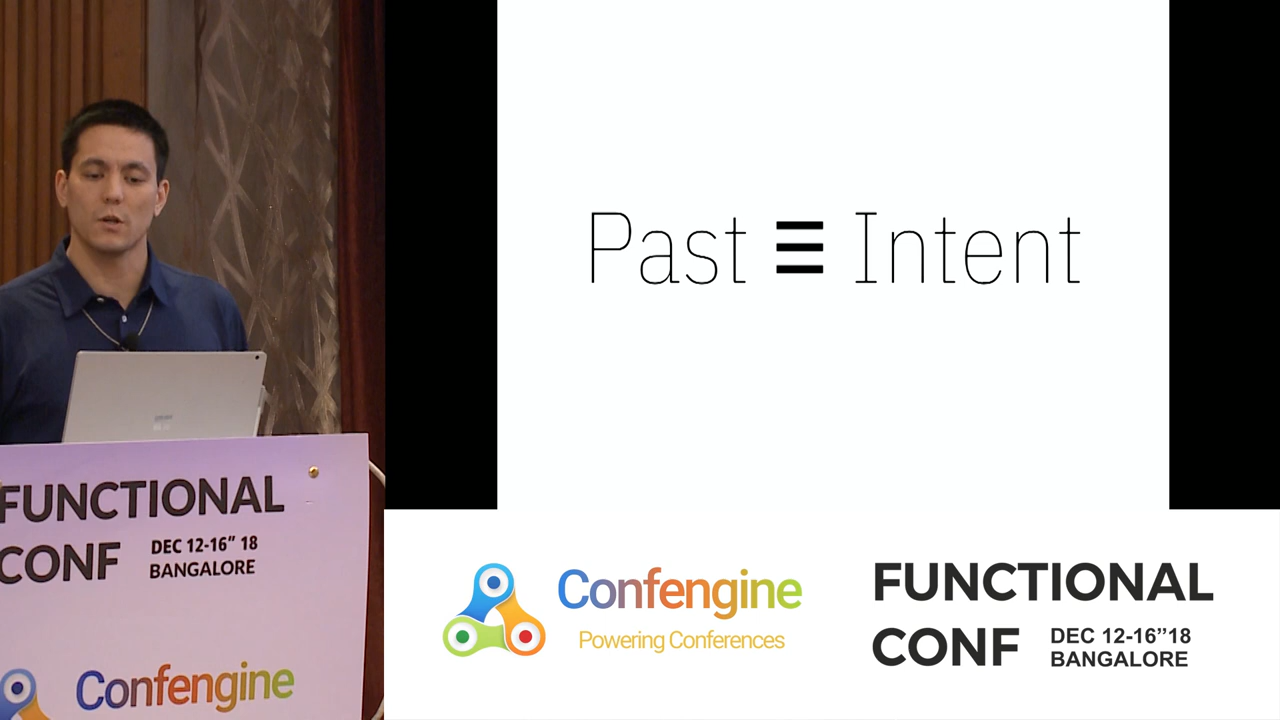 Past ≡ Intent
FUNCTIONAL
CONF
DEC 12-16” 18
BANGALORE
Confengine
Confengine
Powering Conferences
FUNCTIONAL
CONF
DEC 12-16”18
BANGALORE